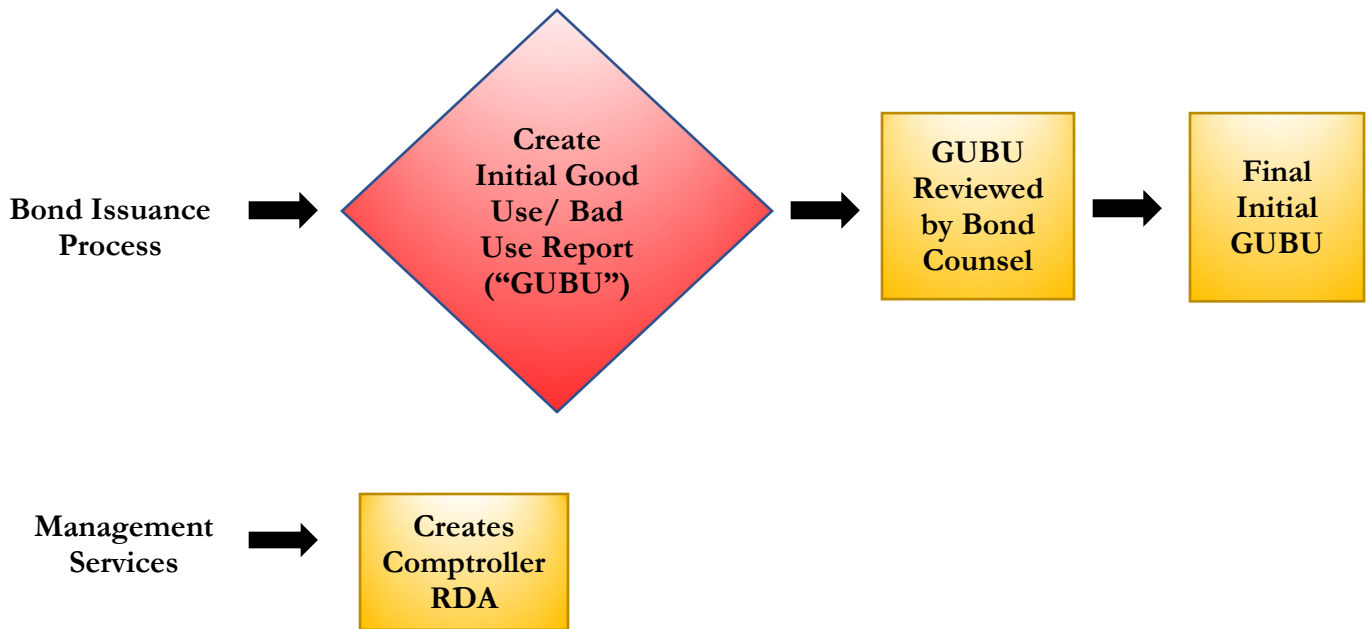 Bond Issuance
Process
Create
Initial Good
Use/ Bad
Use Report
(“GUBU”)
GUBU
Reviewed
by Bond
Counsel
Final
Initial
GUBU
Management
Services
Creates
Comptroller
RDA